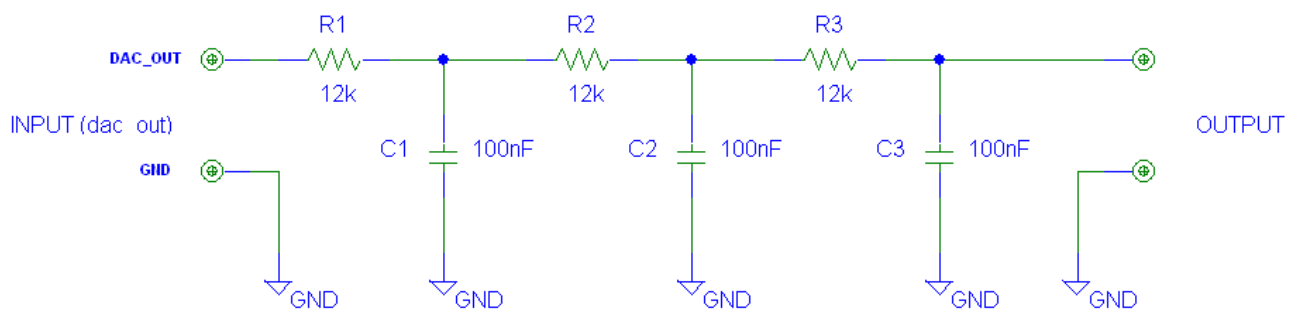 R1
R2
R3
DAC_OUT
12k
12k
12k
INPUT (dac out)
OUTPUT
C1
100nF
C2
100nF
C3
100nF
GND
GND
GND
GND
GND
GND